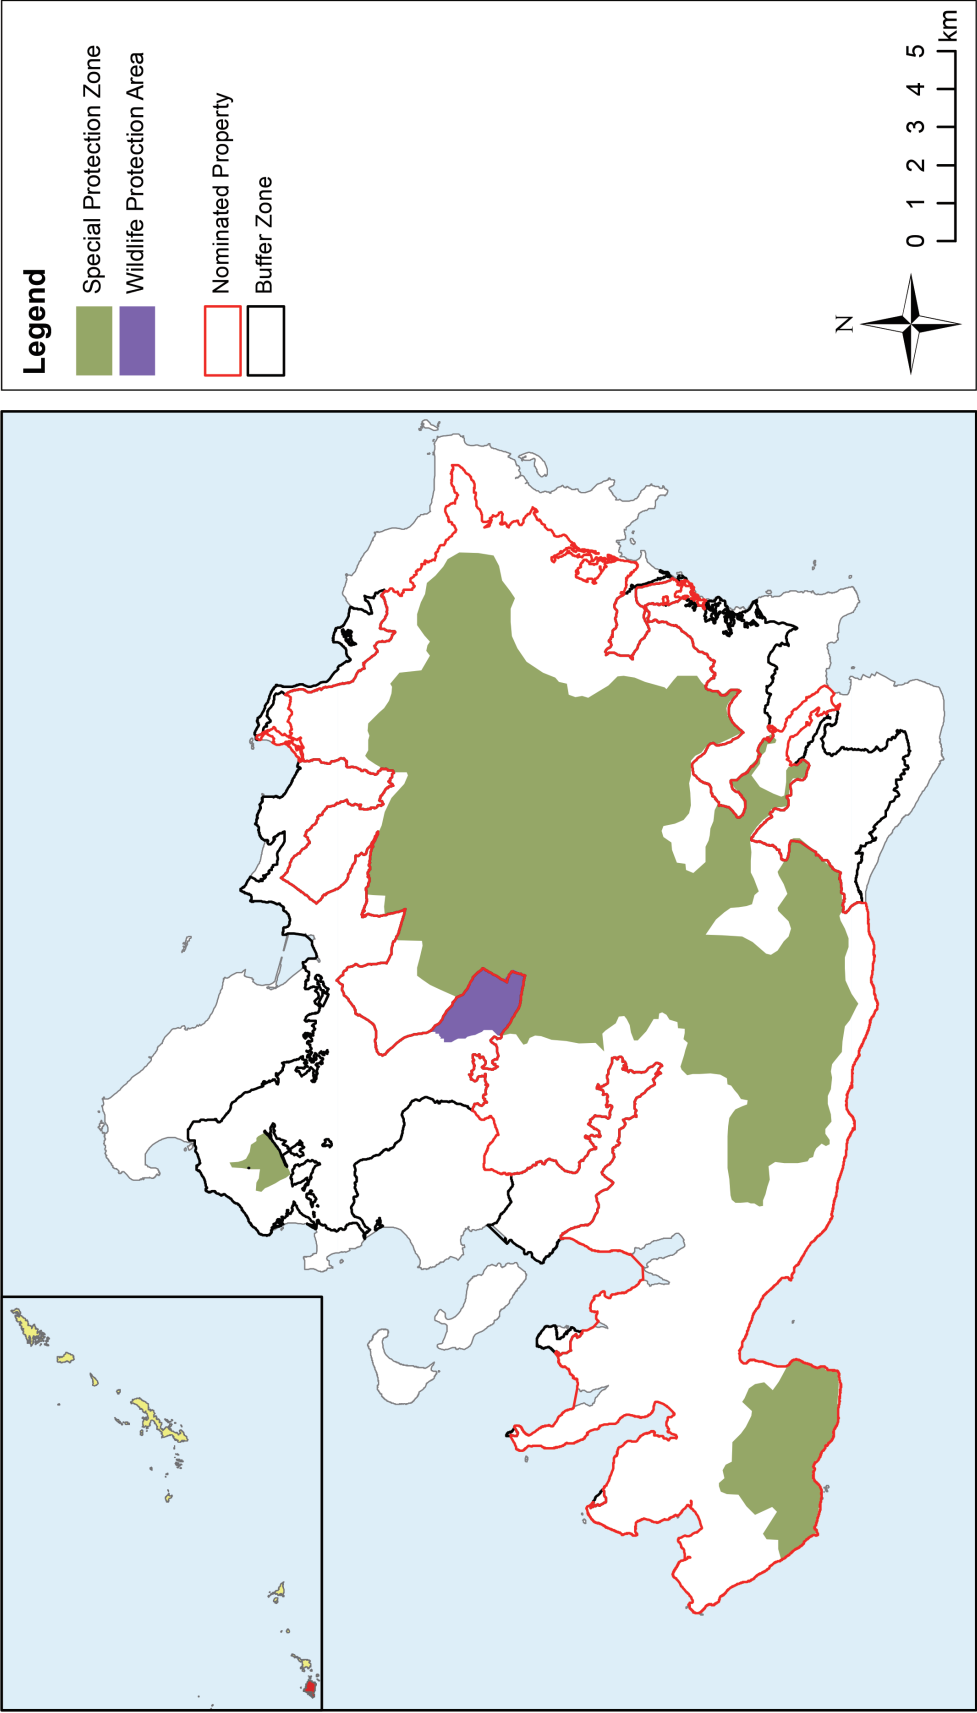 Legend
Special Protection Zone
Wildlife Protection Area
Nominated Property
Buffer Zone
N
0 1 2 3 4 5 km